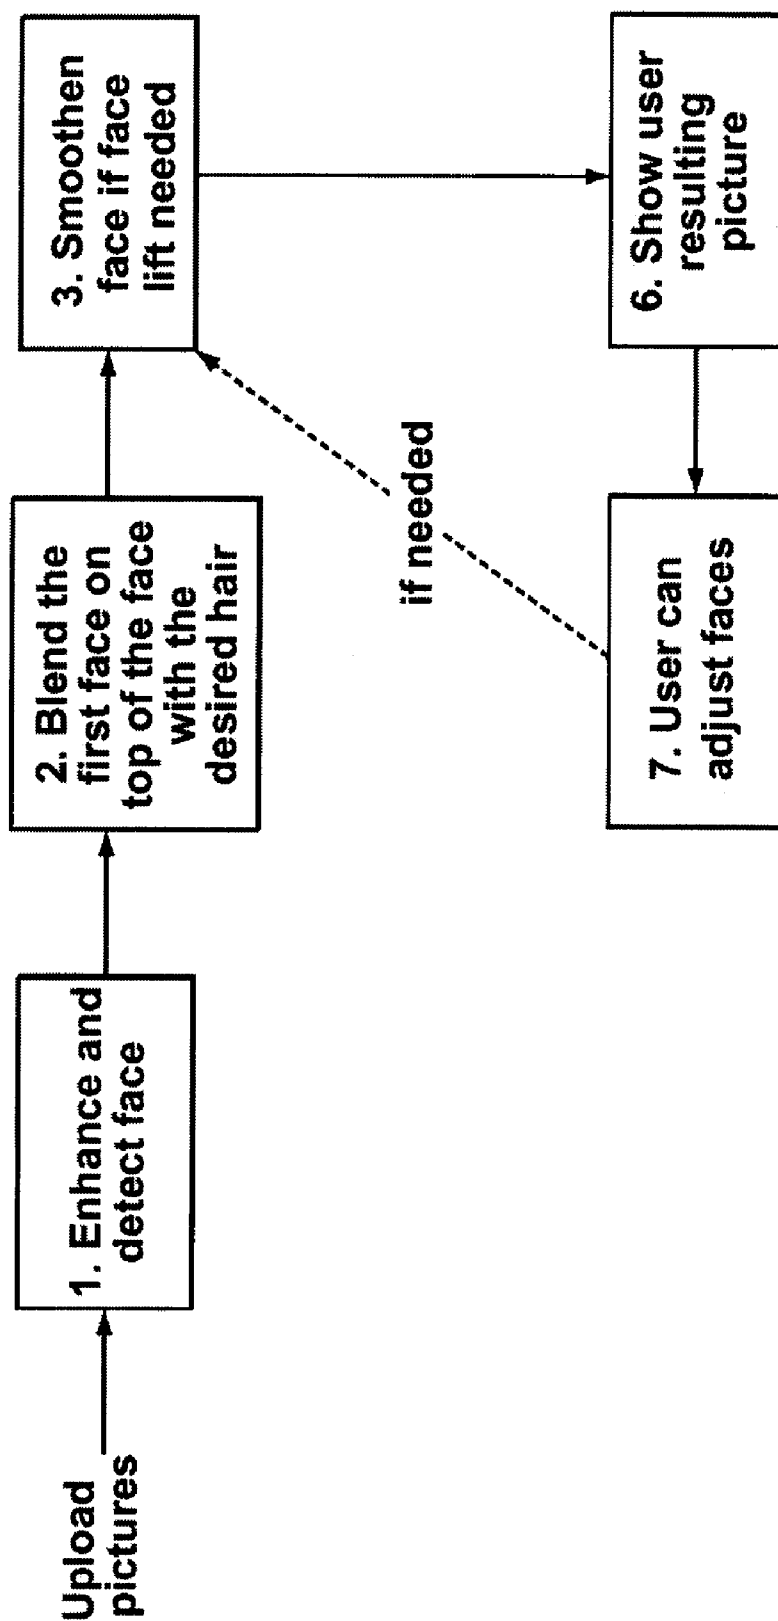 Upload
pictures
1. Enhance and
detect face
2. Blend the
first face on
top of the face
with the
desired hair
3. Smoothen
face if face
lift needed
if needed
7. User can
adjust faces
6. Show user
resulting
picture